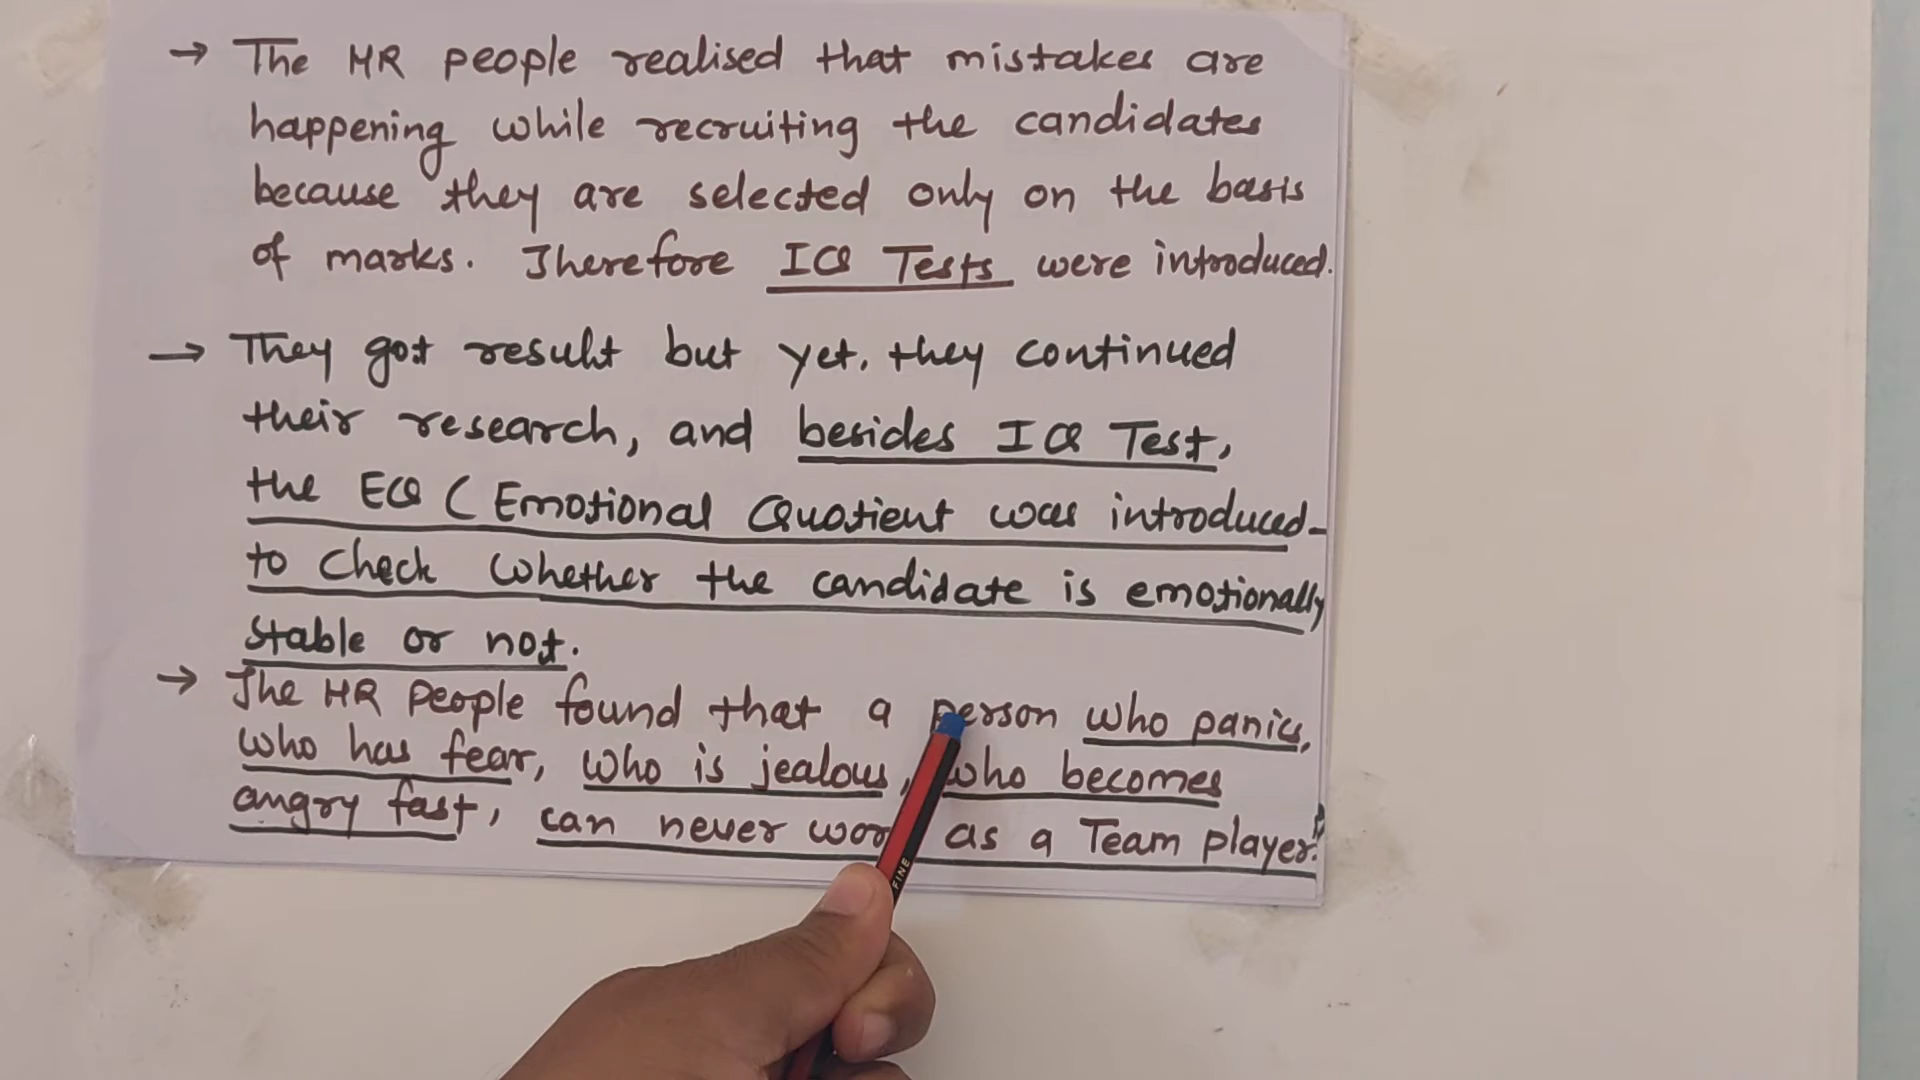 → The HR people realised that mistakes are
happening while recruiting the candidates
because they are selected only on the basis
of marks. Therefore IQ Tests were introduced.
→ They got result but yet, they continued
their research, and besides IQ Test,
the EQ (Emotional Quotient was introduced-
to check whether the candidate is emotionally
stable or not.
→ The HR people found that a person who panics,
who has fear, who is jealous, who becomes
angry fast, can never work as a Team player.
FINE